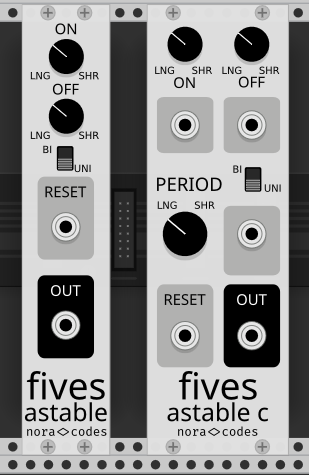 ON
LNG SHR
OFF
LNG SHR
BI
UNI
RESET
OUT
fives
astable
nora<>codes
LNG SHR LNG SHR
ON OFF
PERIOD
BI
UNI
LNG SHR
RESET OUT
fives
astable c
nora<>codes